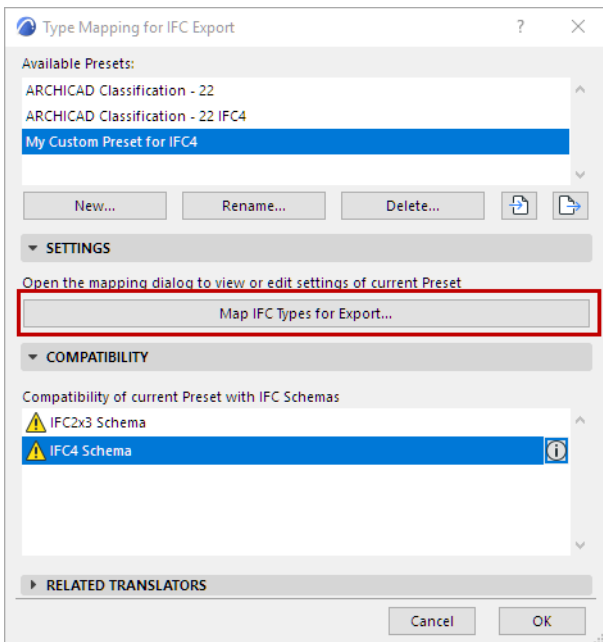 Type Mapping for IFC Export
?
Available Presets:
ARCHICAD Classification - 22
ARCHICAD Classification - 22 IFC4
My Custom Preset for IFC4
New... Rename... Delete...
SETTINGS
Open the mapping dialog to view or edit settings of current Preset
Map IFC Types for Export...
COMPATIBILITY
Compatibility of current Preset with IFC Schemas
IFC2x3 Schema
IFC4 Schema
RELATED TRANSLATORS
Cancel OK